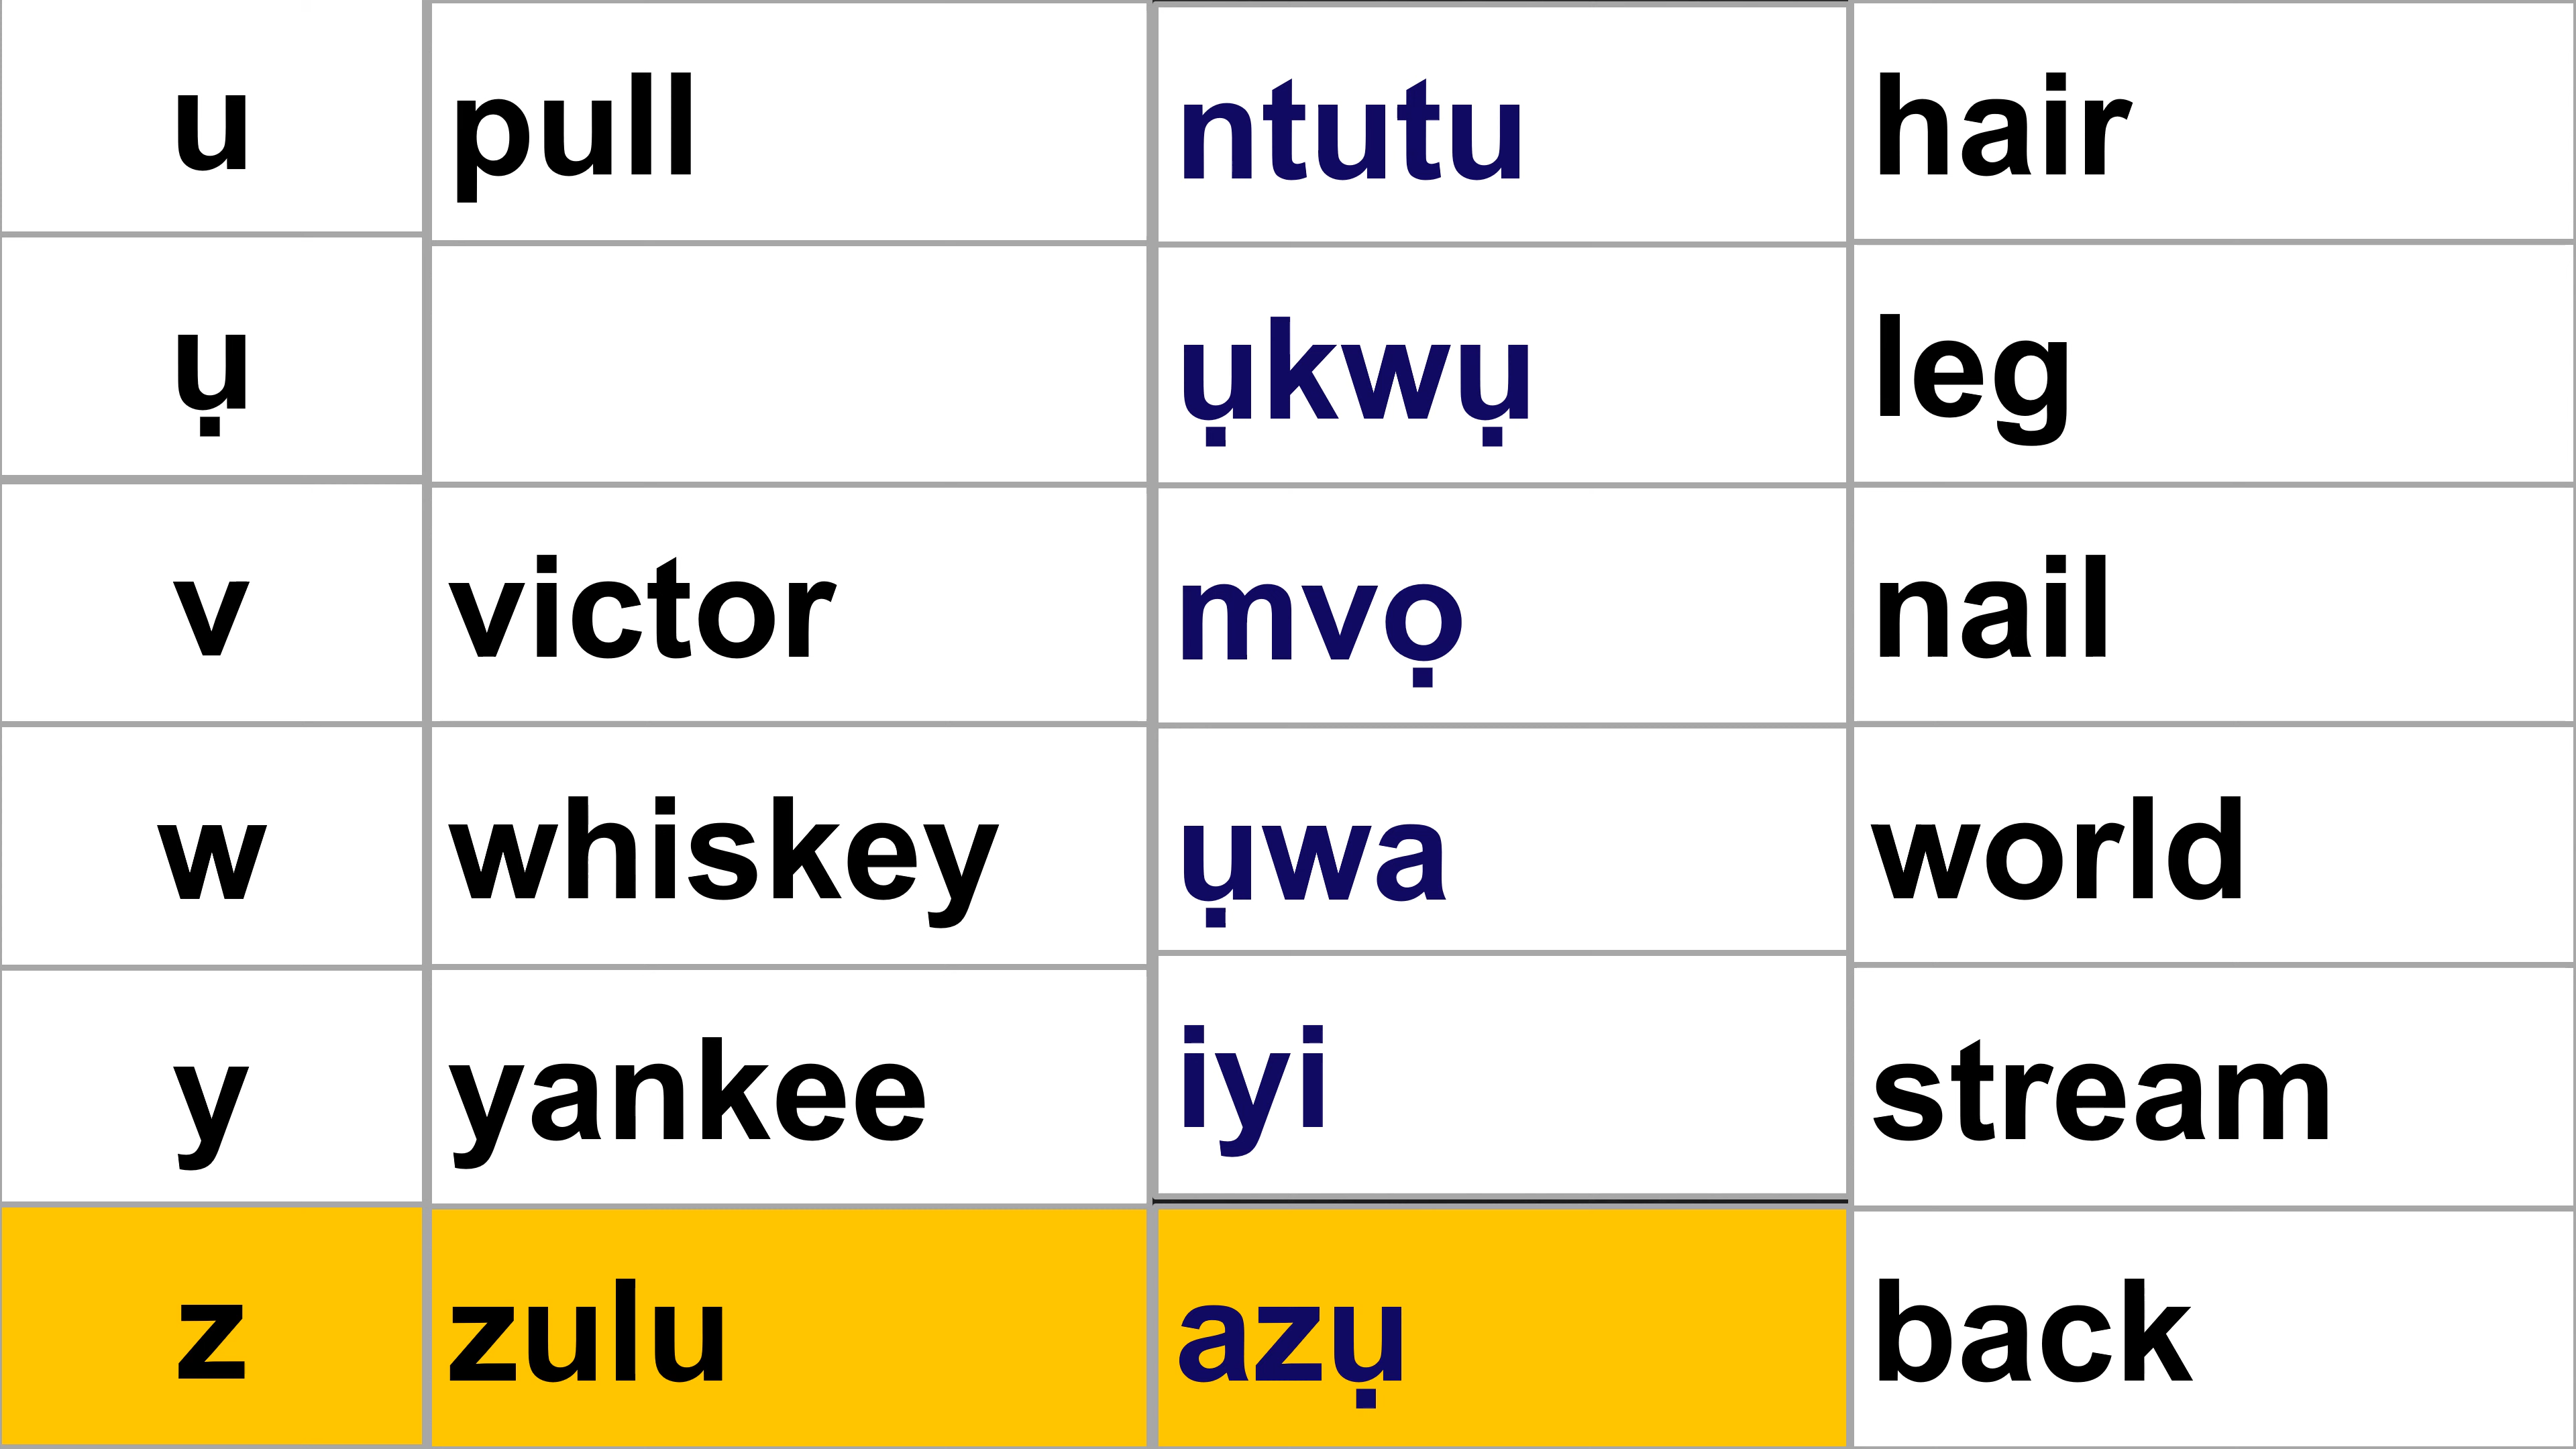 u pull ntutu hair
ụ ụkwụ leg
v victor mvọ nail
w whiskey ụwa world
y yankee iyi stream
z zulu azụ back